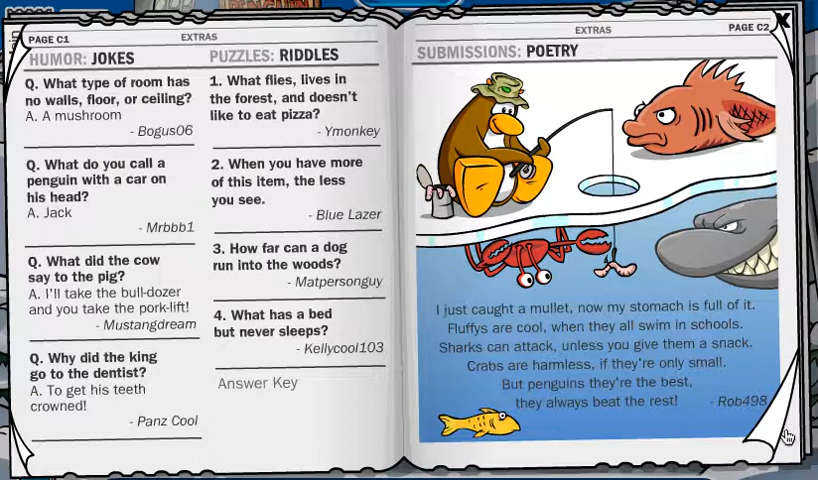 PAGE C1
EXTRAS
HUMOR: JOKES
Q. What type of room has
no walls, floor, or ceiling?
A. A mushroom
- Bogus06
Q. What do you call a
penguin with a car on
his head?
A. Jack
- Mrbbb1
Q. What did the cow
say to the pig?
A. I'll take the bull-dozer
and you take the pork-lift!
- Mustangdream
Q. Why did the king
go to the dentist?
A. To get his teeth
crowned!
- Panz Cool
PUZZLES: RIDDLES
1. What flies, lives in
the forest, and doesn't
like to eat pizza?
- Ymonkey
2. When you have more
of this item, the less
you see.
- Blue Lazer
3. How far can a dog
run into the woods?
- Matpersonguy
4. What has a bed
but never sleeps?
- Kellycool103
Answer Key
EXTRAS
PAGE C2
X
SUBMISSIONS: POETRY
I just caught a mullet, now my stomach is full of it.
Fluffys are cool, when they all swim in schools.
Sharks can attack, unless you give them a snack.
Crabs are harmless, if they're only small.
But penguins they're the best,
they always beat the rest! - Rob498